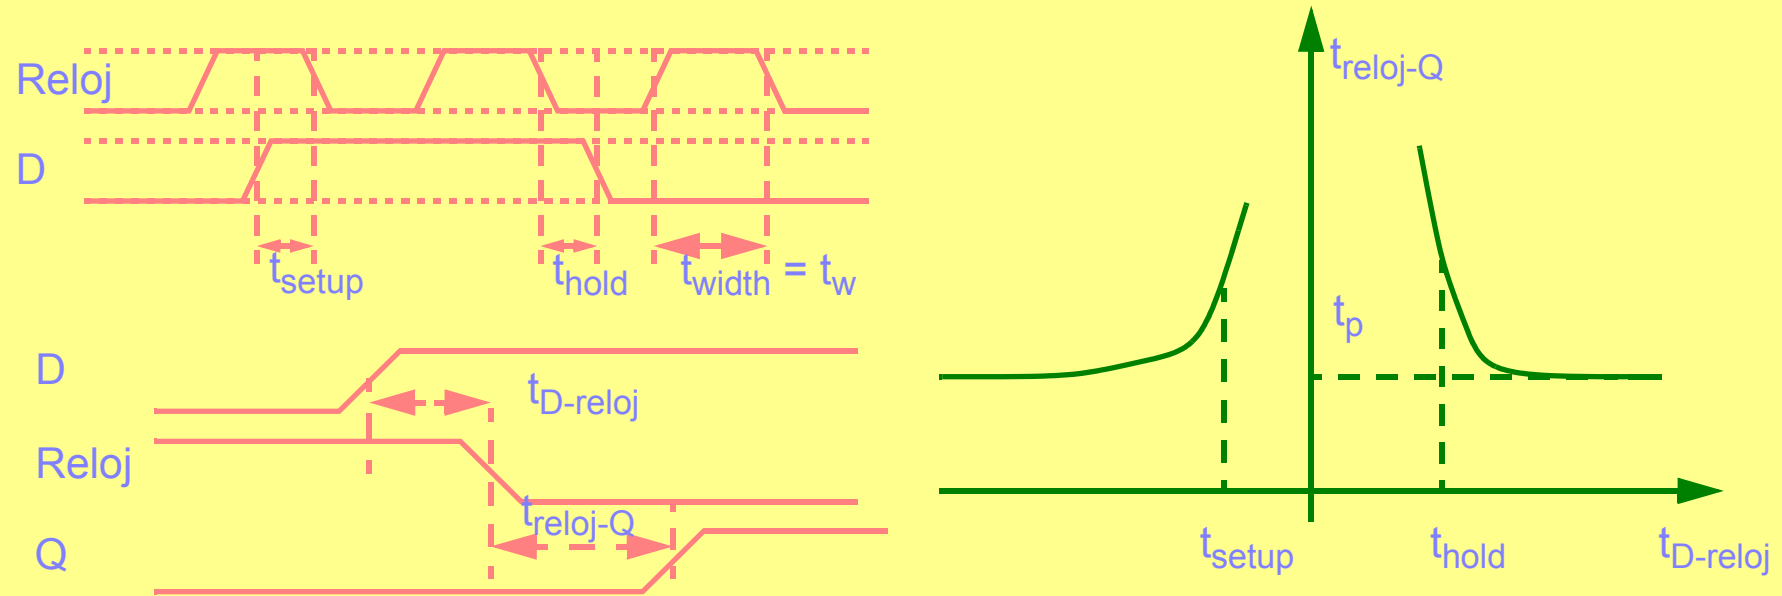 Reloj
D
tsetup
thold
twidth = tw
D
tD-reloj
Reloj
treloj-Q
Q
treloj-Q
tp
tsetup
thold
tD-reloj